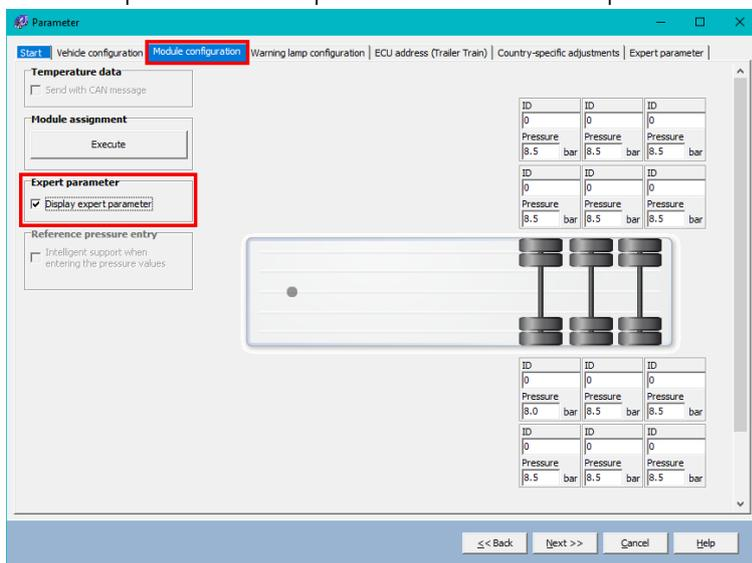 Parameter
Start Vehicle configuration Module configuration Warning lamp configuration ECU address (Trailer Train) Country-specific adjustments Expert parameter
Temperature data
Send with CAN message
Module assignment
Execute
Expert parameter
Display expert parameter
Reference pressure entry
Intelligent support when
entering the pressure values
ID ID ID
0 0 0
Pressure Pressure Pressure
8.5 bar 8.5 bar 8.5 bar
ID ID ID
0 0 0
Pressure Pressure Pressure
8.5 bar 8.5 bar 8.5 bar
ID ID ID
0 0 0
Pressure Pressure Pressure
8.0 bar 8.5 bar 8.5 bar
ID ID ID
0 0 0
Pressure Pressure Pressure
8.5 bar 8.5 bar 8.5 bar
<< Back Next >> Cancel Help